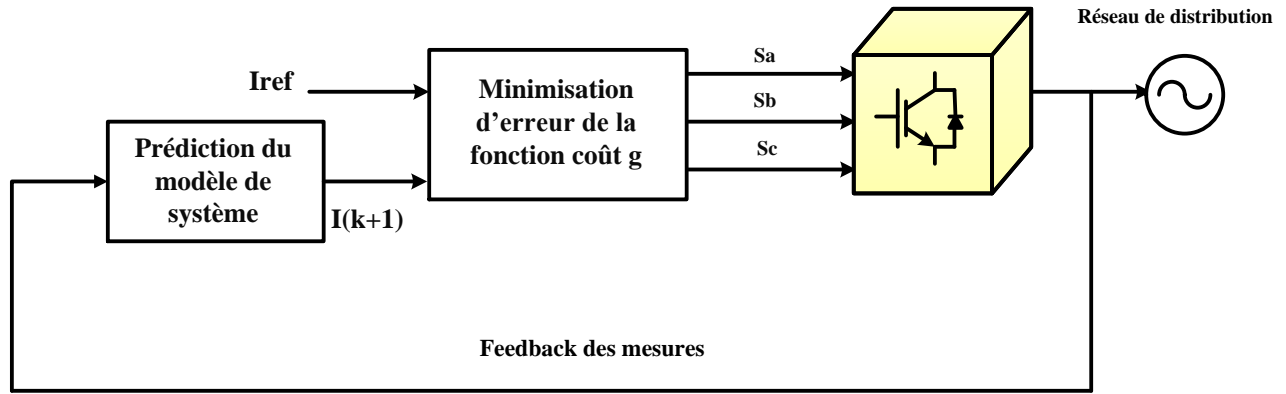 Réseau de distribution
Iref
Minimisation
d'erreur de la
fonction coût g
Sa
Sb
Sc
Prédiction du
modèle de
système
I(k+1)
Feedback des mesures